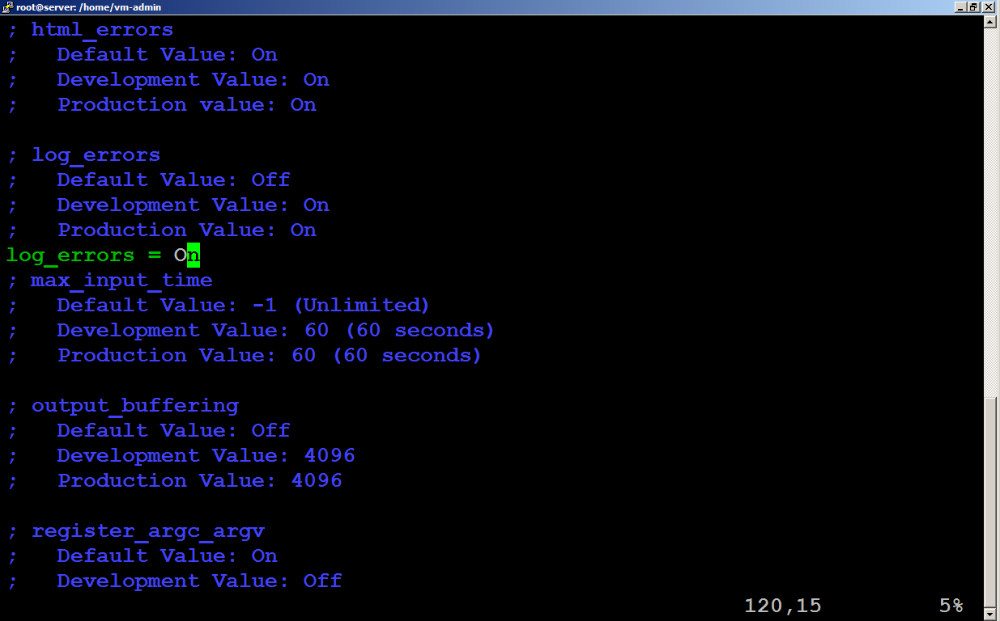 root@server: /home/vm-admin
; html_errors
;   Default Value: On
;   Development Value: On
;   Production value: On
; log_errors
;   Default Value: Off
;   Development Value: On
;   Production Value: On
log_errors = On
; max_input_time
;   Default Value: -1 (Unlimited)
;   Development Value: 60 (60 seconds)
;   Production Value: 60 (60 seconds)
; output_buffering
;   Default Value: Off
;   Development Value: 4096
;   Production Value: 4096
; register_argc_argv
;   Default Value: On
;   Development Value: Off
120,15 5%